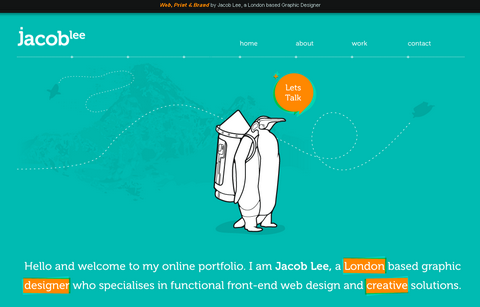 Web, Print & Brand by Jacob Lee, a London based Graphic Designer
jacoblee
home about work contact
Lets
Talk
Hello and welcome to my online portfolio. I am Jacob Lee, a London based graphic
designer who specialises in functional front-end web design and creative solutions.